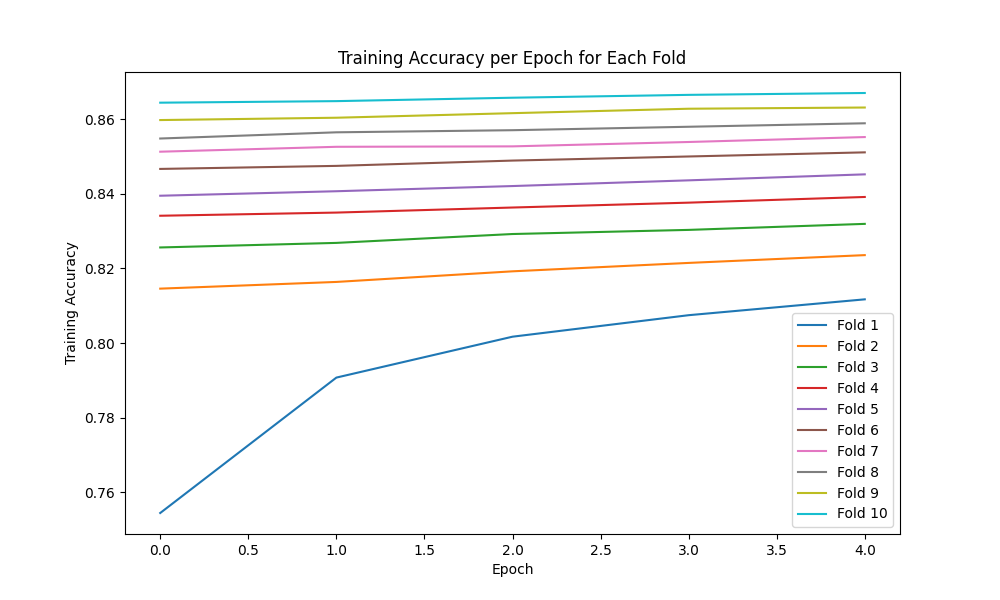 Training Accuracy per Epoch for Each Fold
Training Accuracy
0.86
0.84
0.82
0.80
0.78
0.76
0.0 0.5 1.0 1.5 2.0 2.5 3.0 3.5 4.0
Epoch
Fold 1
Fold 2
Fold 3
Fold 4
Fold 5
Fold 6
Fold 7
Fold 8
Fold 9
Fold 10